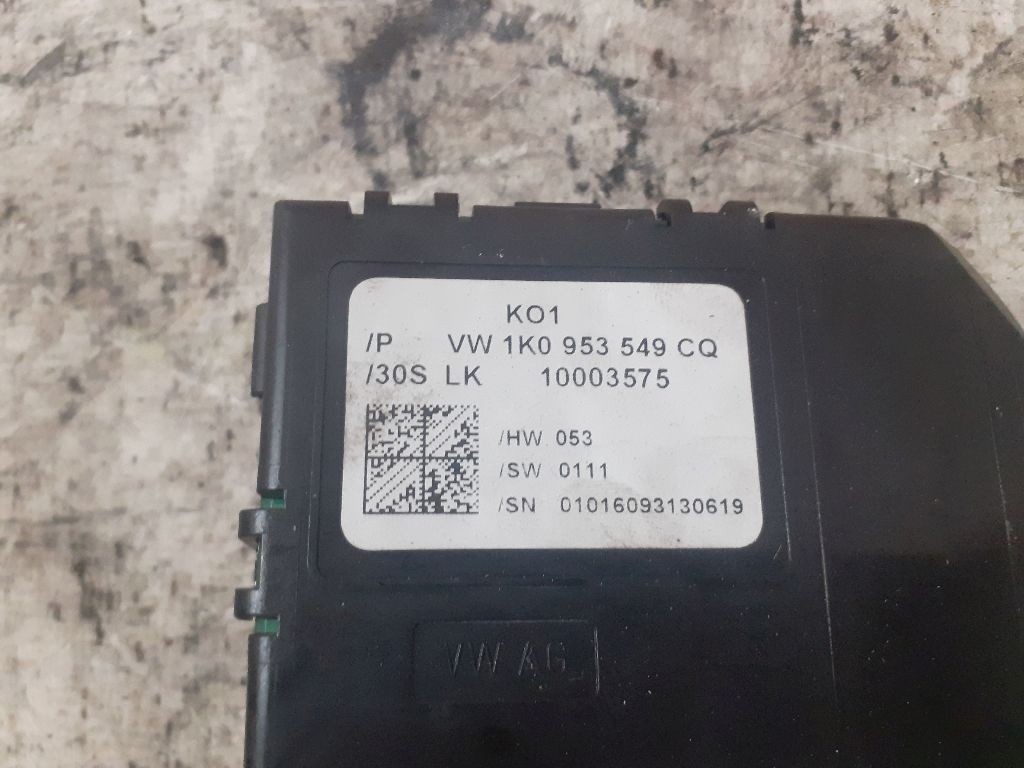 KO1
/P VW 1K0 953 549 CQ
/30S LK 10003575
/HW 053
/SW 0111
/SN 01016093130619
VW AG